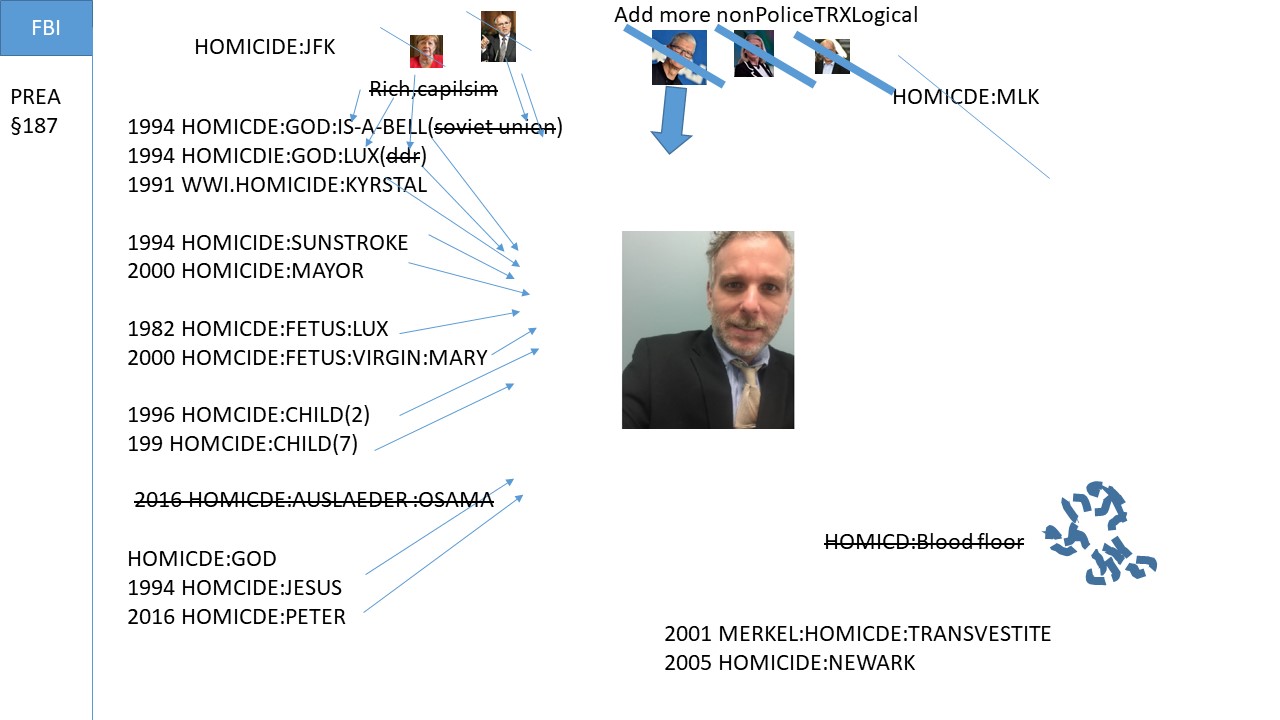 FBI
PREA
§187
HOMICIDE:JFK
Add more nonPoliceTRXLogical
Rich,capilsim
HOMICDE:MLK
1994 HOMICDE:GOD:IS-A-BELL(soviet union)
1994 HOMICDIE:GOD:LUX(ddr)
1991 WWI.HOMICIDE:KYRSTAL
1994 HOMICIDE:SUNSTROKE
2000 HOMICIDE:MAYOR
1982 HOMICDE:FETUS:LUX
2000 HOMCIDE:FETUS:VIRGIN:MARY
1996 HOMCIDE:CHILD(2)
199 HOMCIDE:CHILD(7)
2016 HOMICDE:AUSLAEDER :OSAMA
HOMICD:Blood floor
HOMICDE:GOD
1994 HOMCIDE:JESUS
2016 HOMICDE:PETER
2001 MERKEL:HOMICDE:TRANSVESTITE
2005 HOMICIDE:NEWARK